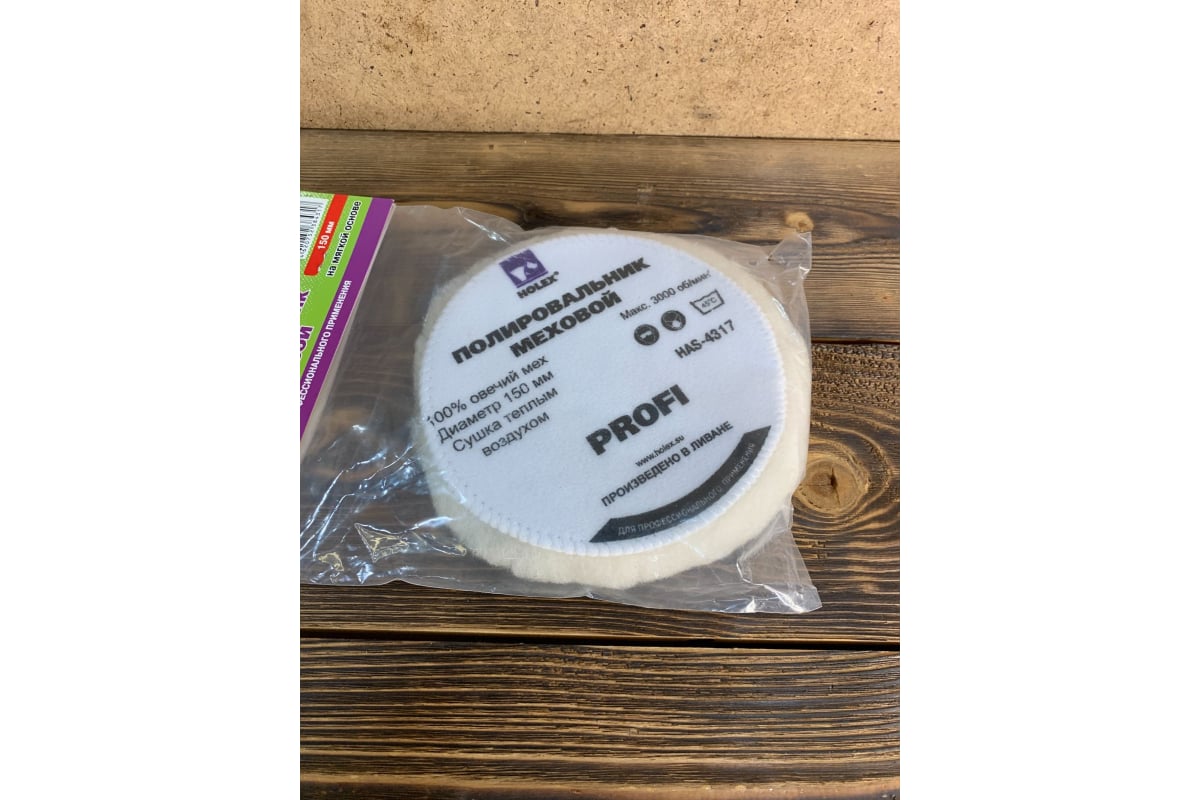 HOLEX®
ПОЛИРОВАЛЬНИК
МЕХОВОЙ
Макс. 3000 об/мин
40°C
HAS-4317
100% овечий мех
Диаметр 150 мм
Сушка теплым
воздухом
PROFI
www.holex.su
ПРОИЗВЕДЕНО В ЛИВАНЕ
ДЛЯ ПРОФЕССИОНАЛЬНОГО ПРИМЕНЕНИЯ
150 мм
на мягкой основе
ПРИМЕНЕНИЯ